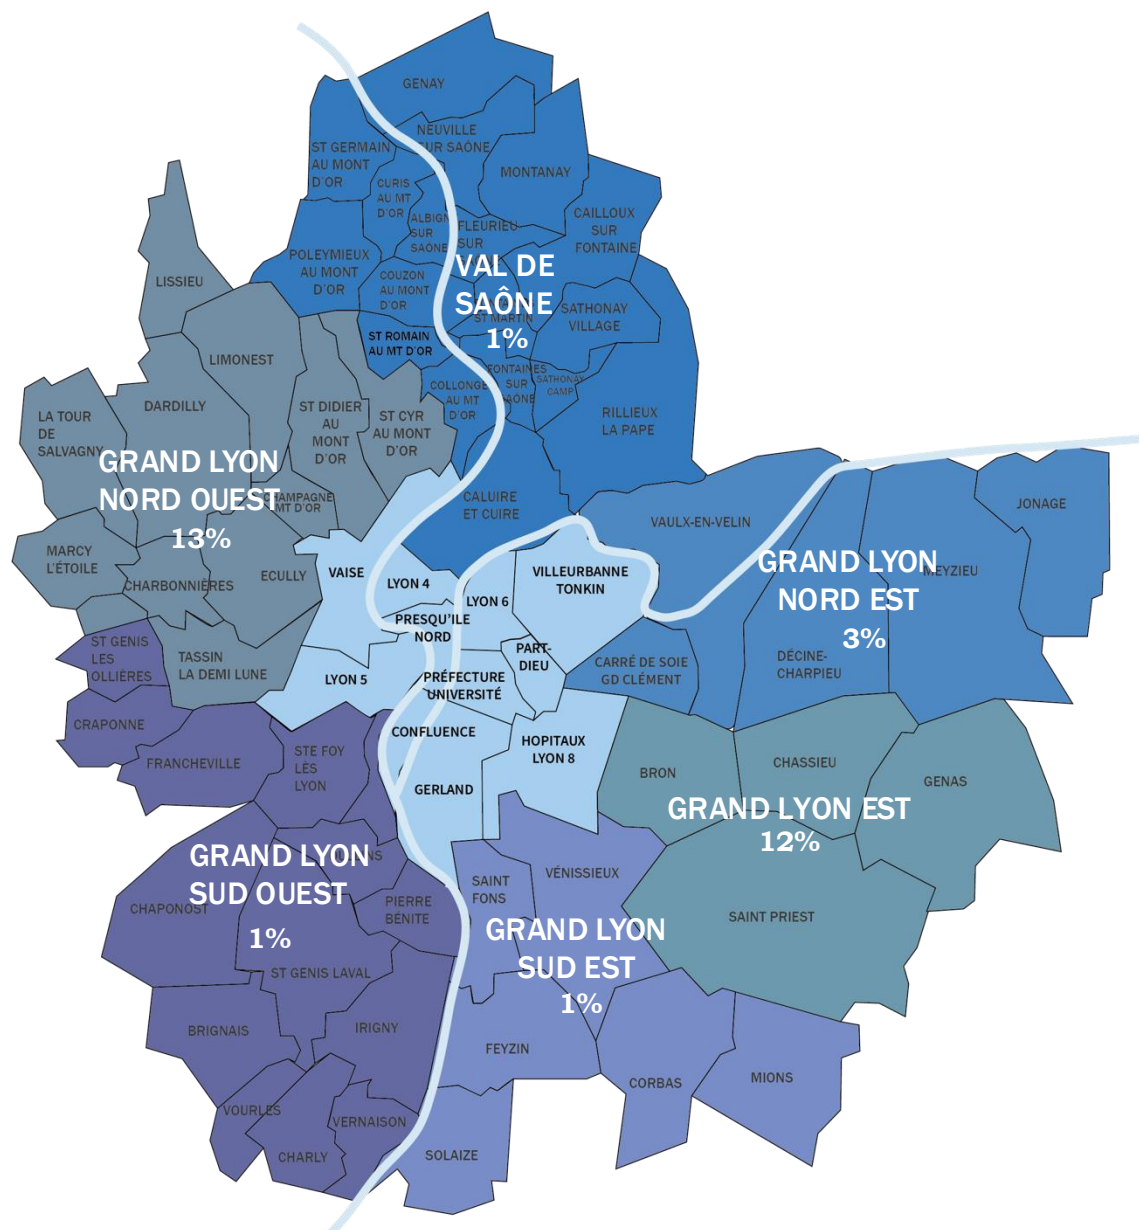 GENAY
NEUVILLE
SUR SAÔNE
ST GERMAIN
AU MONT
D'OR
MONTANAY
CURIS
AU MT
D'OR
ALBIGN
SUR
SAÔNE
FLEURIEU
SUR
CAILLOUX
SUR
FONTAINE
POLEYMIEUX
AU MONT
D'OR
COUZON
AU MONT
D'OR
VAL DE
SAÔNE
1%
ST MARTIN
SATHONAY
VILLAGE
ST ROMAIN
AU MT D'OR
COLLONGE
AU MT
D'OR
FONTAINES
SUR
SAÔNE
SATHONAY
CAMP
RILLIEUX
LA PAPE
CALUIRE
ET CUIRE
LISSIEU
LIMONEST
DARDILLY
LA TOUR
DE
SALVAGNY
ST DIDIER
AU
MONT
D'OR
ST CYR
AU MONT
D'OR
GRAND LYON
NORD OUEST
13%
CHAMPAGNE
MT D'OR
MARCY
L'ÉTOILE
CHARBONNIÈRES
ECULLY
TASSIN
LA DEMI LUNE
VAISE
LYON 4
LYON 6
VILLEURBANNE
TONKIN
PRESQU'ILE
NORD
PART-
DIEU
LYON 5
PRÉFECTURE
UNIVERSITÉ
CONFLUENCE
HOPITAUX
LYON 8
GERLAND
VAULX-EN-VELIN
JONAGE
GRAND LYON
NORD EST
3%
MEYZIEU
CARRÉ DE SOIE
GD CLÉMENT
DÉCINE-
CHARPIEU
BRON
CHASSIEU
GENAS
GRAND LYON EST
12%
SAINT PRIEST
ST GENIS
LES
OLLIÈRES
CRAPONNE
FRANCHEVILLE
STE FOY
LÈS
LYON
GRAND LYON
SUD OUEST
1%
CHAPONOST
PIERRE
BÉNITE
ST GENIS LAVAL
BRIGNAIS
IRIGNY
VOURLES
VERNAISON
CHARLY
SAINT
FONS
VÉNISSIEUX
GRAND LYON
SUD EST
1%
FEYZIN
CORBAS
MIONS
SOLAIZE